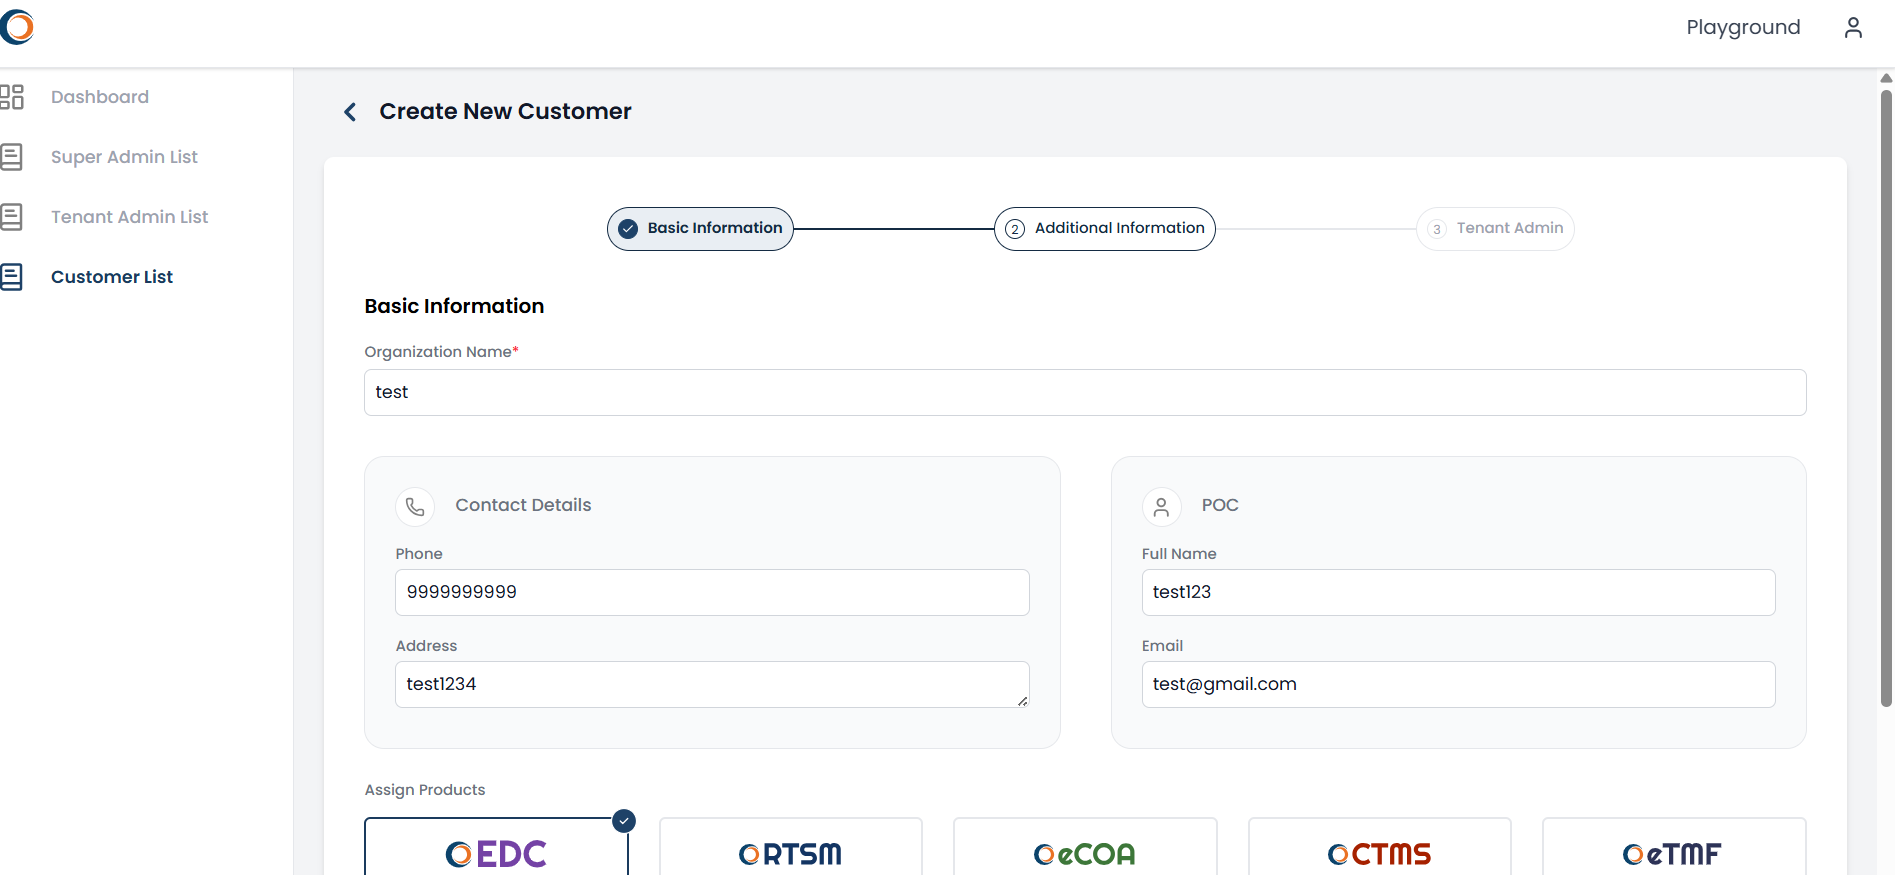 Playground
Dashboard
Super Admin List
Tenant Admin List
Customer List
Create New Customer
Basic Information
2 Additional Information
3 Tenant Admin
Basic Information
Organization Name*
test
Contact Details
Phone
9999999999
Address
test1234
POC
Full Name
test123
Email
test@gmail.com
Assign Products
EDC
RTSM
eCOA
CTMS
eTMF